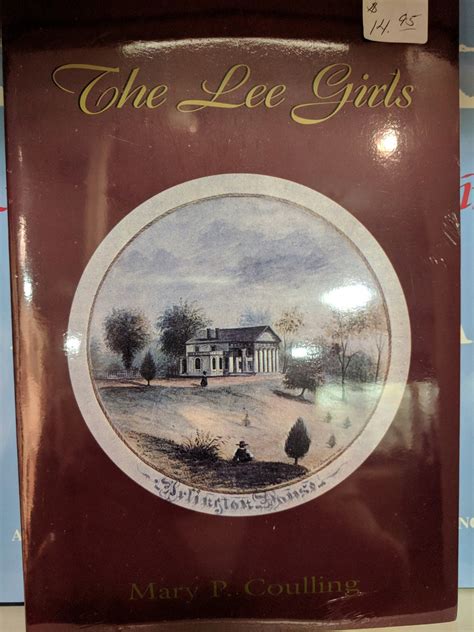 $
14.95
The Lee Girls
Arlington House
Mary P. Coulling